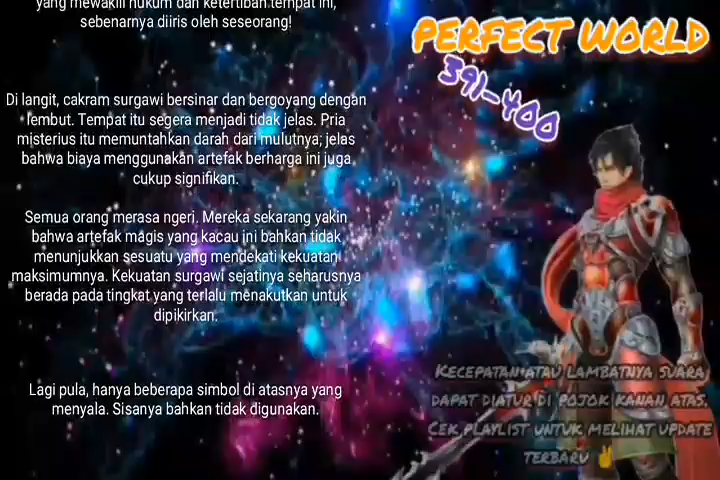 yang mewakili hukum dan ketertiban tempat ini,
sebenarnya diiris oleh seseorang!
Di langit, cakram surgawi bersinar dan bergoyang dengan
lembut. Tempat itu segera menjadi tidak jelas. Pria
misterius itu memuntahkan darah dari mulutnya; jelas
bahwa biaya menggunakan artefak berharga ini juga
cukup signifikan.
Semua orang merasa ngeri. Mereka sekarang yakin
bahwa artefak magis yang kacau ini bahkan tidak
menunjukkan sesuatu yang mendekati kekuatan
maksimumnya. Kekuatan surgawi sejatinya seharusnya
berada pada tingkat yang terlalu menakutkan untuk
dipikirkan.
Lagi pula, hanya beberapa simbol di atasnya yang
menyala. Sisanya bahkan tidak digunakan.
PERFECT WORLD
391-400
KECEPATAN ATAU LAMBATNYA SUARA
DAPAT DIATUR DI POJOK KANAN ATAS.
CEK PLAYLIST UNTUK MELIHAT UPDATE
TERBARU ✌